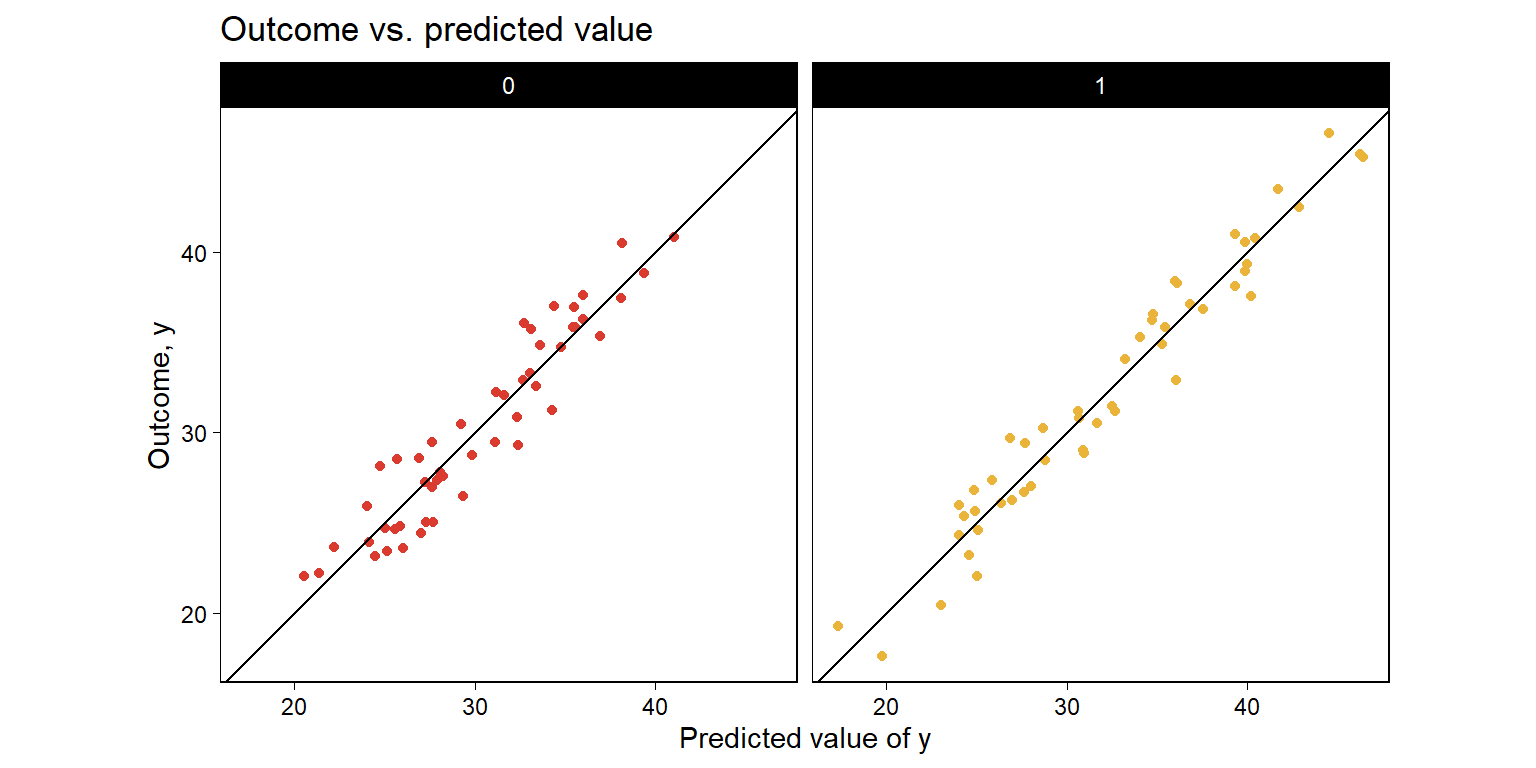 Outcome vs. predicted value
0 1
Outcome, y
40
30
20
20 30 40 20 30 40
Predicted value of y